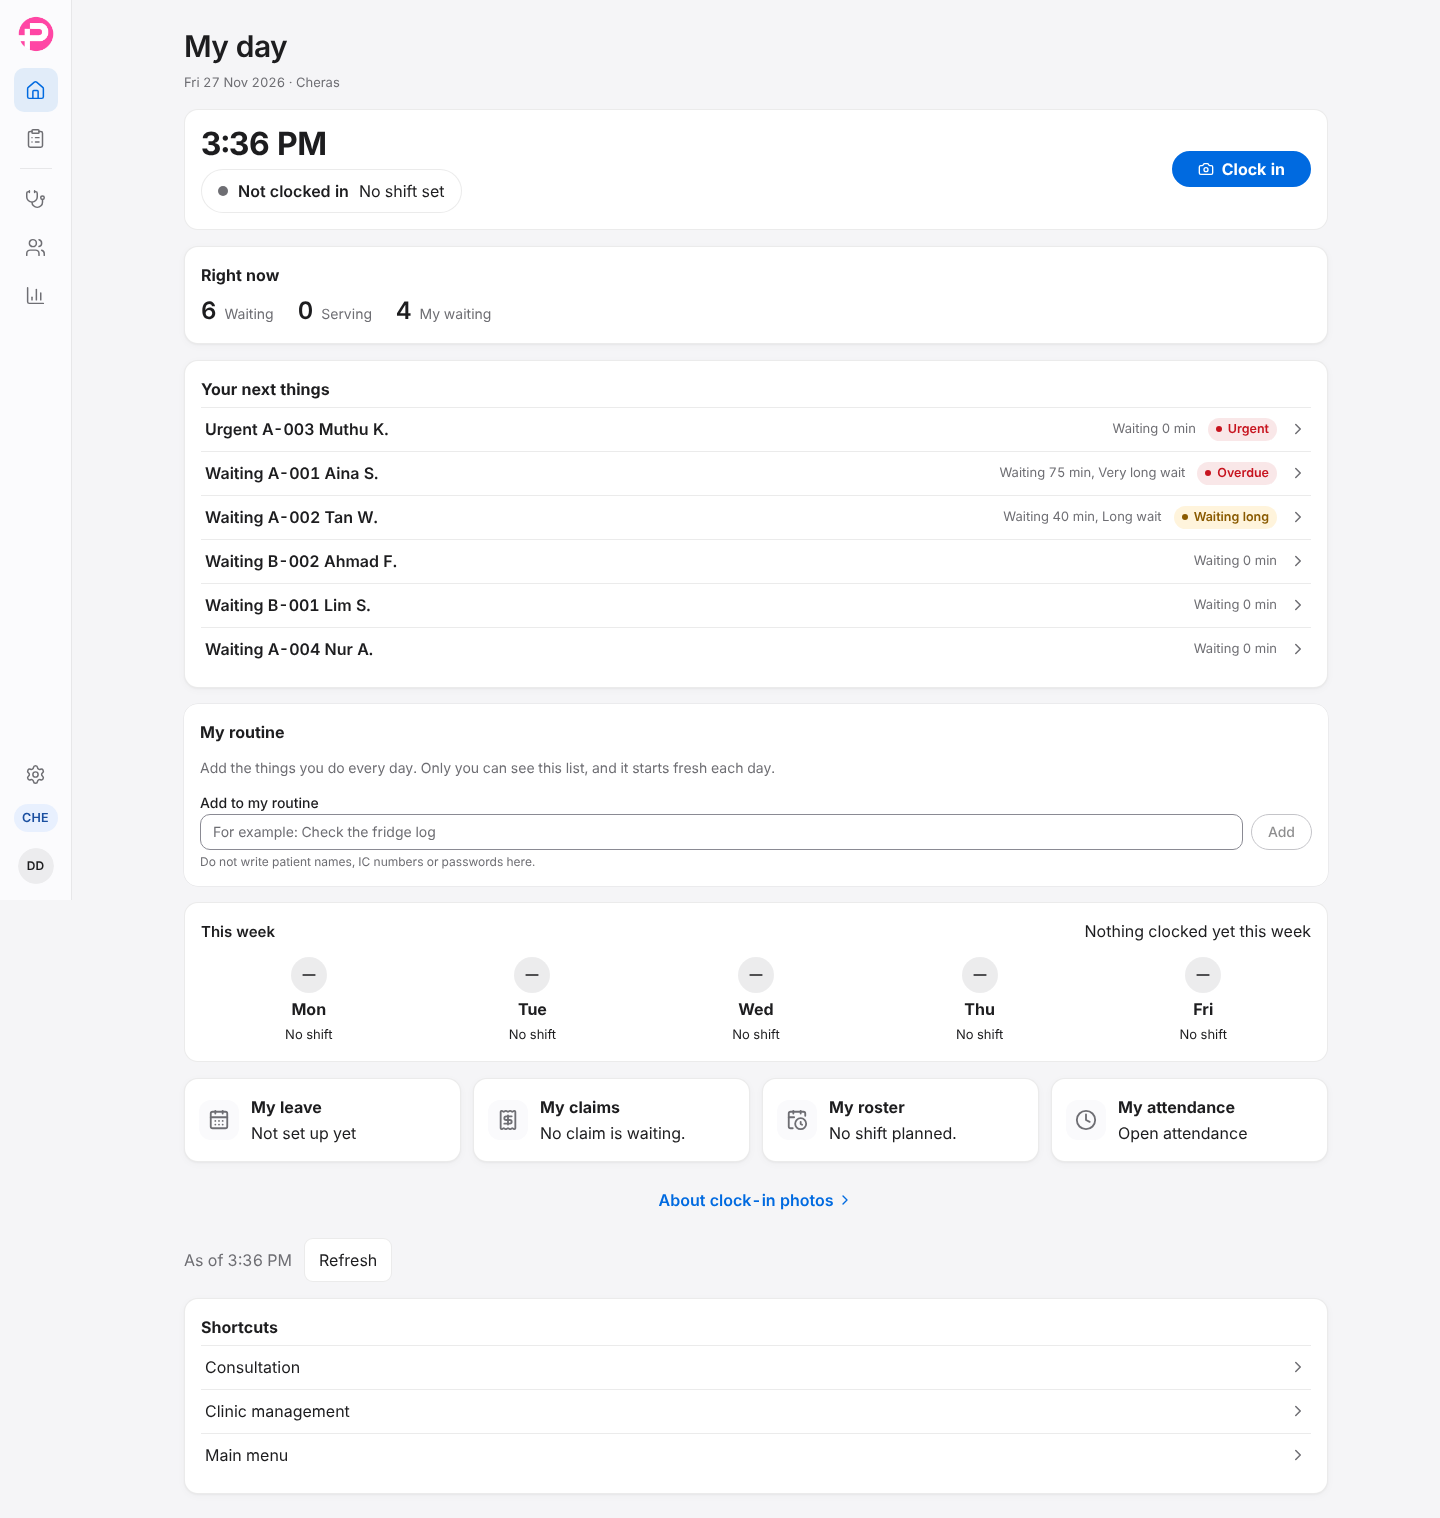 My day
Fri 27 Nov 2026 · Cheras
3:36 PM
Not clocked in No shift set
Clock in
Right now
6 Waiting 0 Serving 4 My waiting
Your next things
Urgent A-003 Muthu K. Waiting 0 min Urgent
Waiting A-001 Aina S. Waiting 75 min, Very long wait Overdue
Waiting A-002 Tan W. Waiting 40 min, Long wait Waiting long
Waiting B-002 Ahmad F. Waiting 0 min
Waiting B-001 Lim S. Waiting 0 min
Waiting A-004 Nur A. Waiting 0 min
My routine
Add the things you do every day. Only you can see this list, and it starts fresh each day.
Add to my routine
For example: Check the fridge log Add
Do not write patient names, IC numbers or passwords here.
CHE
DD
This week Nothing clocked yet this week
Mon Tue Wed Thu Fri
No shift No shift No shift No shift No shift
My leave
Not set up yet
My claims
No claim is waiting.
My roster
No shift planned.
My attendance
Open attendance
About clock-in photos
As of 3:36 PM Refresh
Shortcuts
Consultation
Clinic management
Main menu